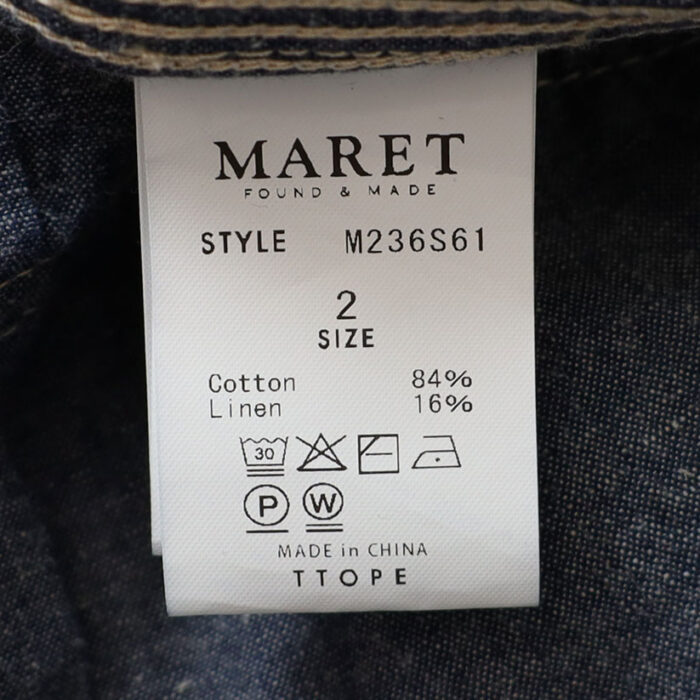 MARET
FOUND & MADE
STYLE M236S61
2
SIZE
Cotton 84%
Linen 16%
30
P W
MADE in CHINA
TTOPE